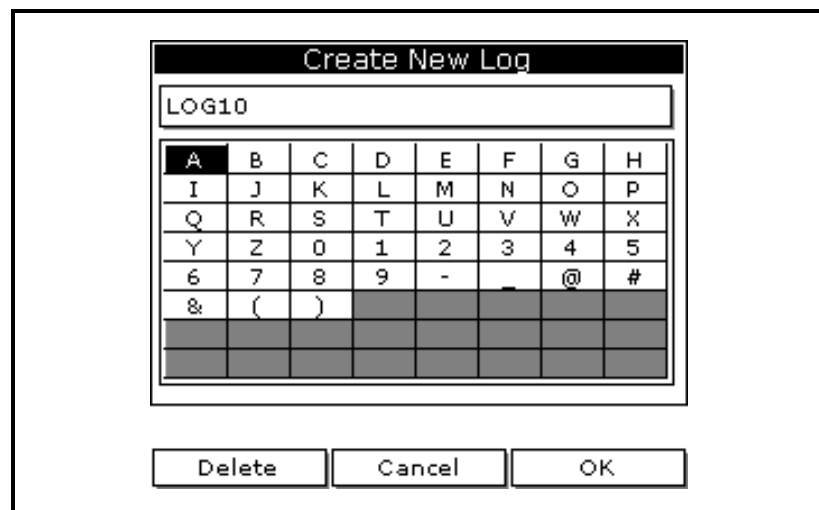 Create New Log
LOG10
A B C D E F G H
I J K L M N O P
Q R S T U V W X
Y Z 0 1 2 3 4 5
6 7 8 9 - _ @ #
& ( )
Delete Cancel OK